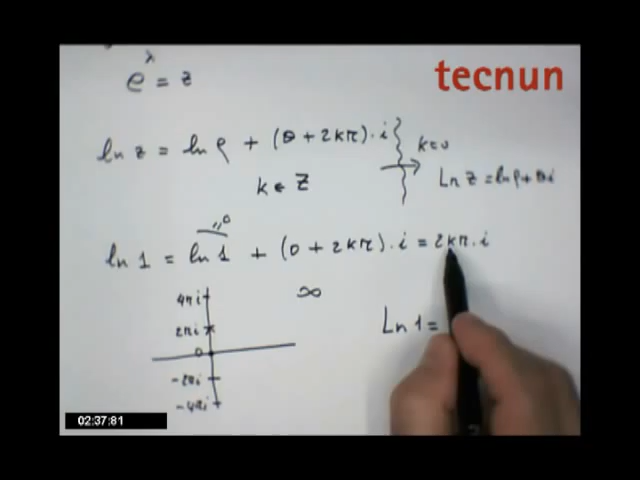 tecnun
λ
e = z
ln z = ln ρ + (θ + 2kπ)·i
k=0
k ∈ Z
Ln z = ln ρ + θi
=0
ln 1 = ln 1 + (0 + 2kπ)·i = 2kπ·i
4πi
∞
2πi
Ln 1 =
0
-2πi
-4πi
02:37:81